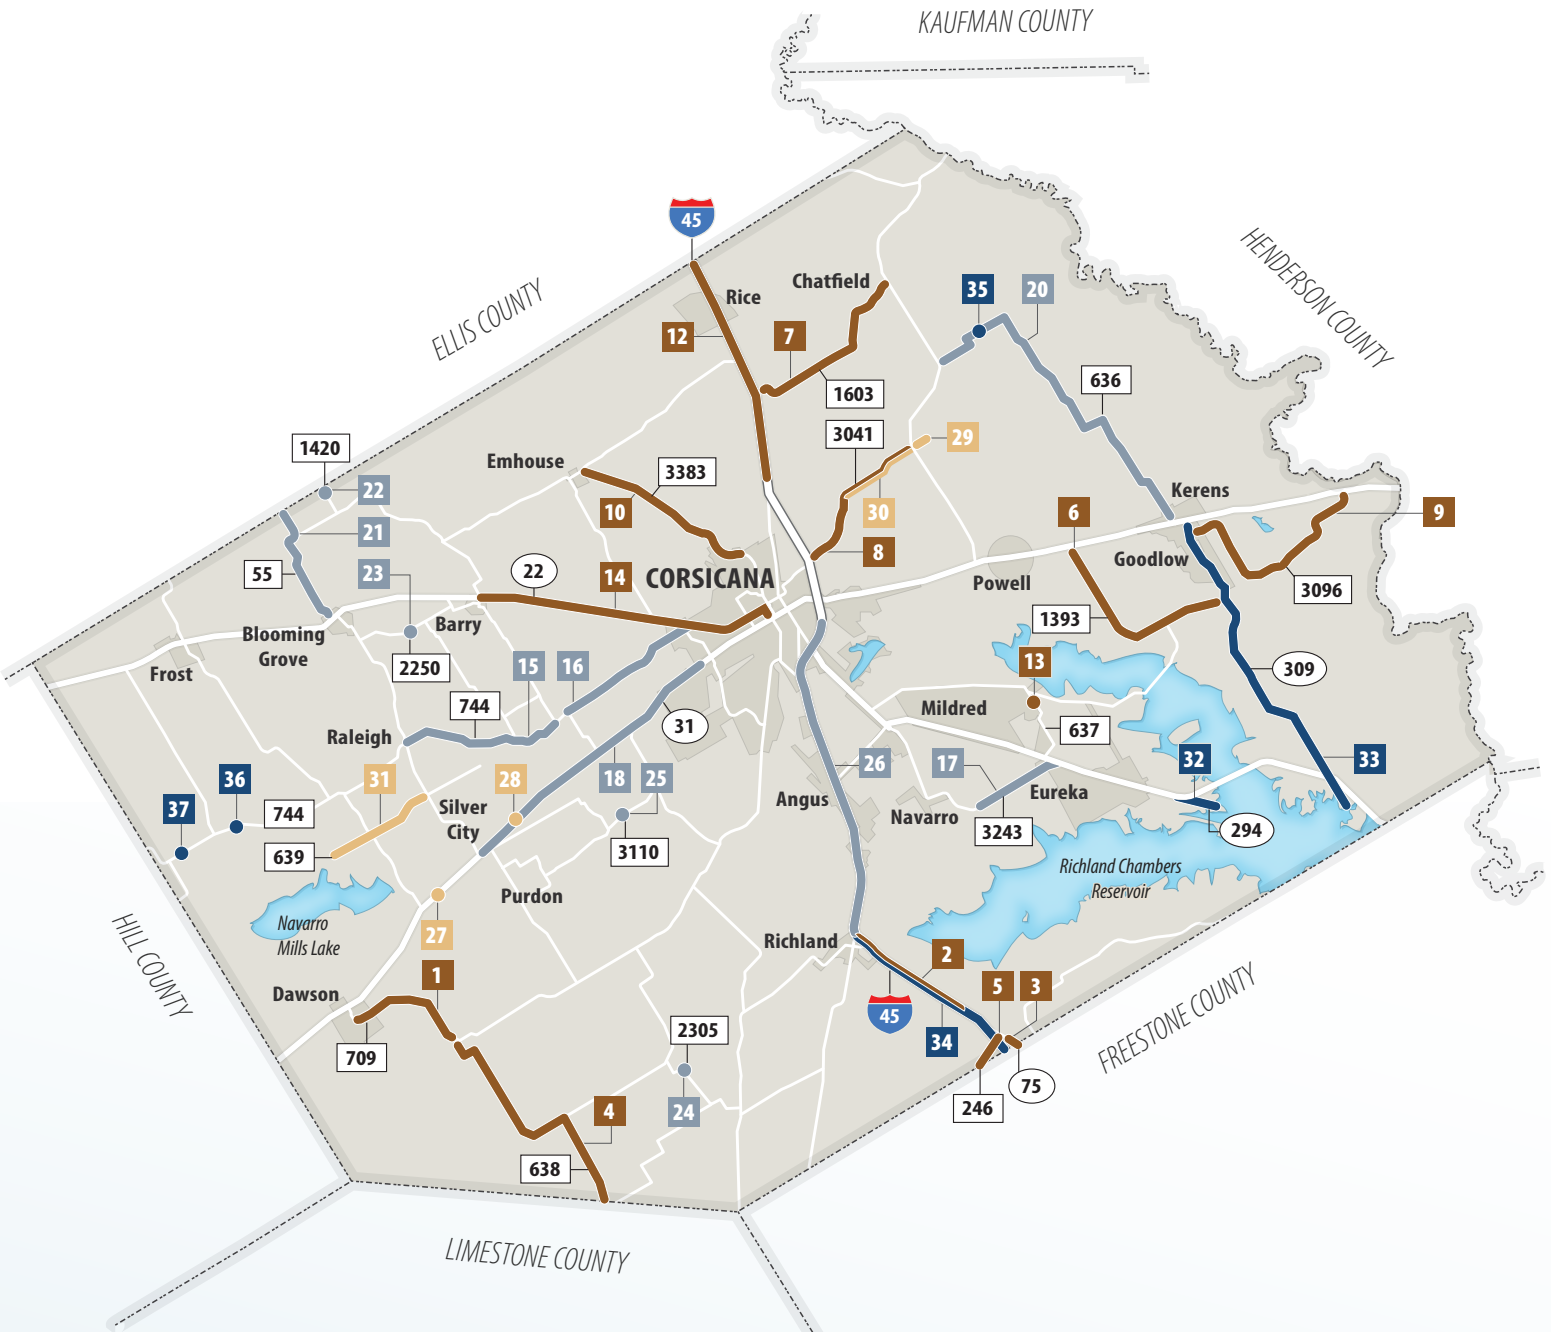 KAUFMAN COUNTY
45
HENDERSON COUNTY
ELLIS COUNTY
Chatfield
Rice
35
20
12
7
636
1603
3041
29
1420
Emhouse
3383
22
30
Kerens
10
6
9
21
8
Goodlow
55
23
22
14
CORSICANA
Powell
3096
Barry
1393
Blooming
Grove
2250
15
16
13
309
Frost
744
31
Mildred
637
Raleigh
36
31
28
18
25
26
17
32
33
37
744
Silver
City
Angus
Navarro
Eureka
639
3110
3243
294
Richland Chambers
Reservoir
Purdon
Navarro
Mills Lake
27
Richland
2
HILL COUNTY
1
5
3
Dawson
45
34
FREESTONE COUNTY
2305
709
75
246
4
24
638
LIMESTONE COUNTY